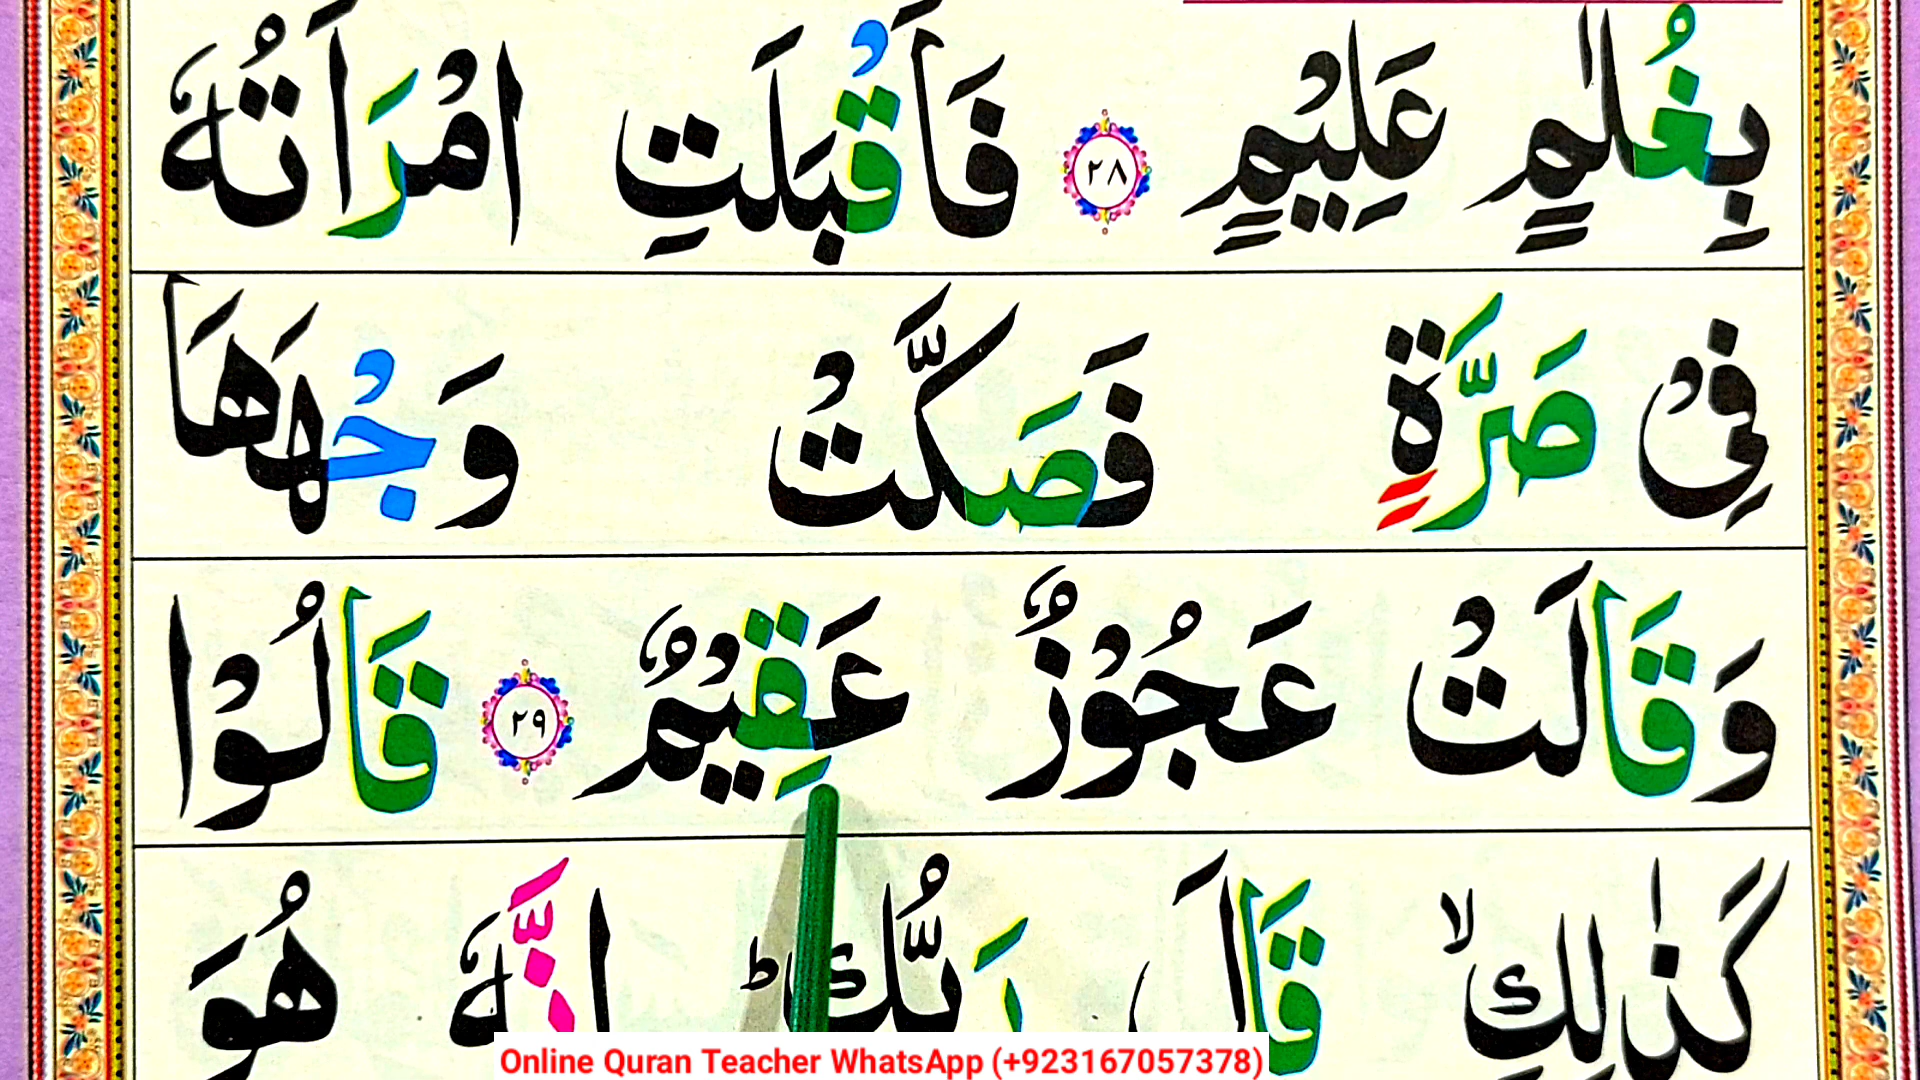 بِغُلٰمٍ عَلِيْمٍ ٢٨ فَاَقْبَلَتِ امْرَاَتُهٗ
فِيْ صَرَّةٍ فَصَكَّتْ وَجْهَهَا
وَقَالَتْ عَجُوْزٌ عَقِيْمٌ ٢٩ قَالُوْا
كَذٰلِكِ ۙ قَالَ رَبُّكِ ؕ اِنَّهٗ هُوَ
Online Quran Teacher WhatsApp (+923167057378)